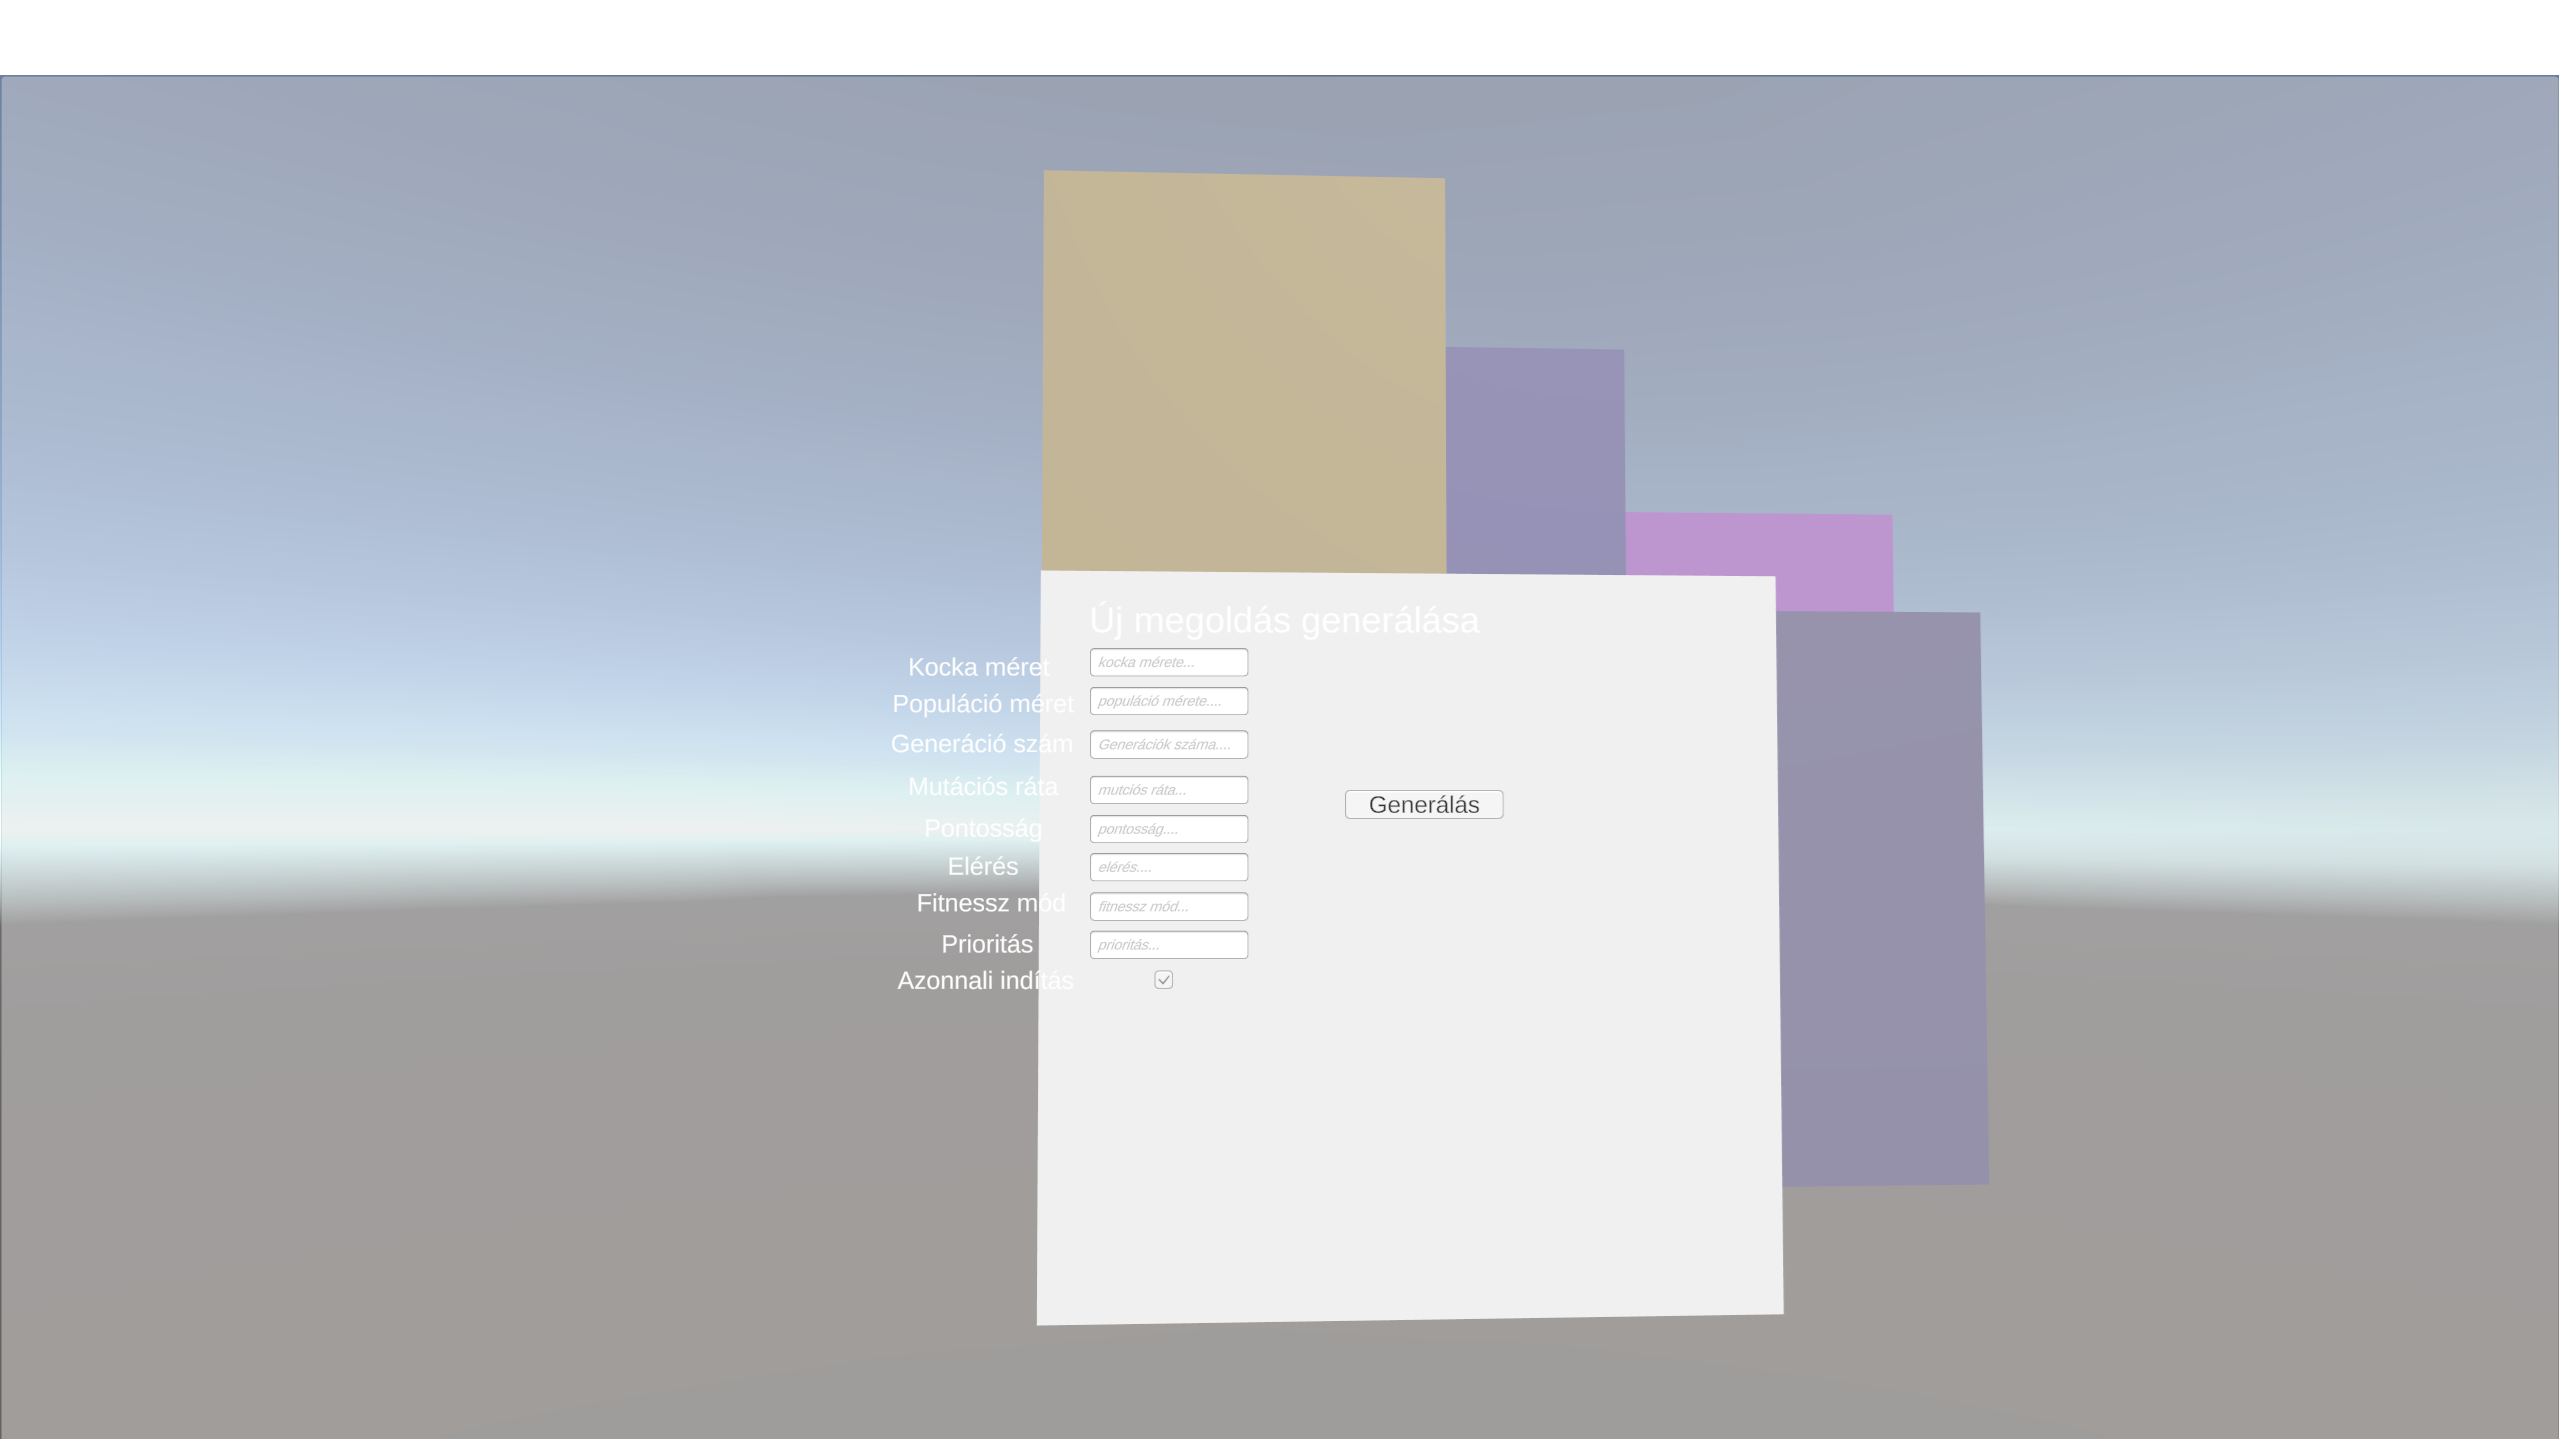 Új megoldás generálása
Kocka méret
kocka mérete...
Populáció méret
populáció mérete....
Generáció szám
Generációk száma....
Mutációs ráta
mutciós ráta...
Generálás
Pontosság
pontosság....
Elérés
elérés....
Fitnessz mód
fitnessz mód...
Prioritás
prioritás...
Azonnali indítás